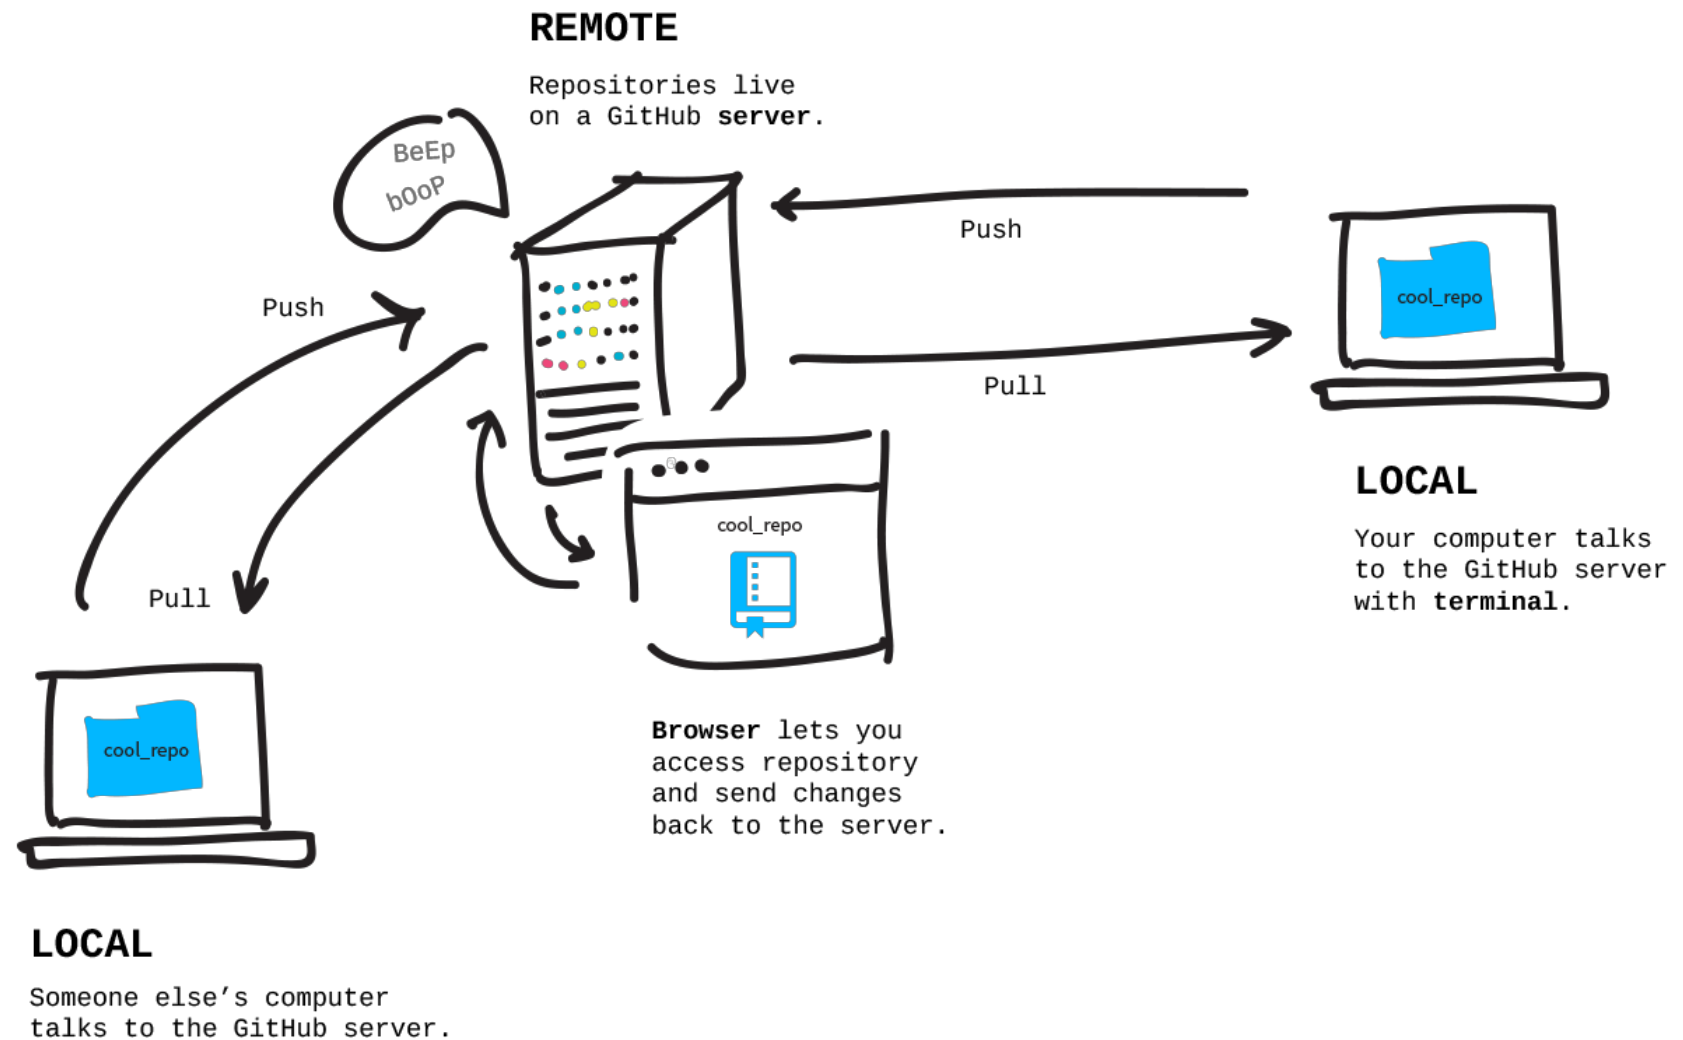 REMOTE
Repositories live
on a GitHub server.
BeEp
bOoP
Push
Pull
cool_repo
Push
Pull
cool_repo
LOCAL
Your computer talks
to the GitHub server
with terminal.
cool_repo
Browser lets you
access repository
and send changes
back to the server.
LOCAL
Someone else’s computer
talks to the GitHub server.
cool_repo